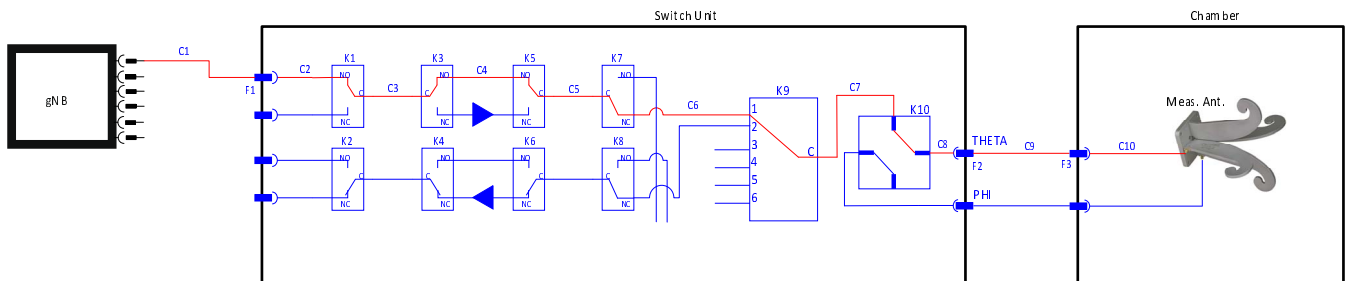 Switch Unit
Chamber
gNB
C1
F1
C2
K1
NO
C
NC
C3
K3
NO
C
NC
C4
K5
NO
C
NC
C5
K7
NO
C
NC
C6
K9
1
2
3
4
5
6
C
C7
K10
C8
THETA
F2
PHI
C9
F3
C10
Meas. Ant.
K2
NO
C
NC
K4
NO
C
NC
K6
NO
C
NC
K8
NO
C
NC